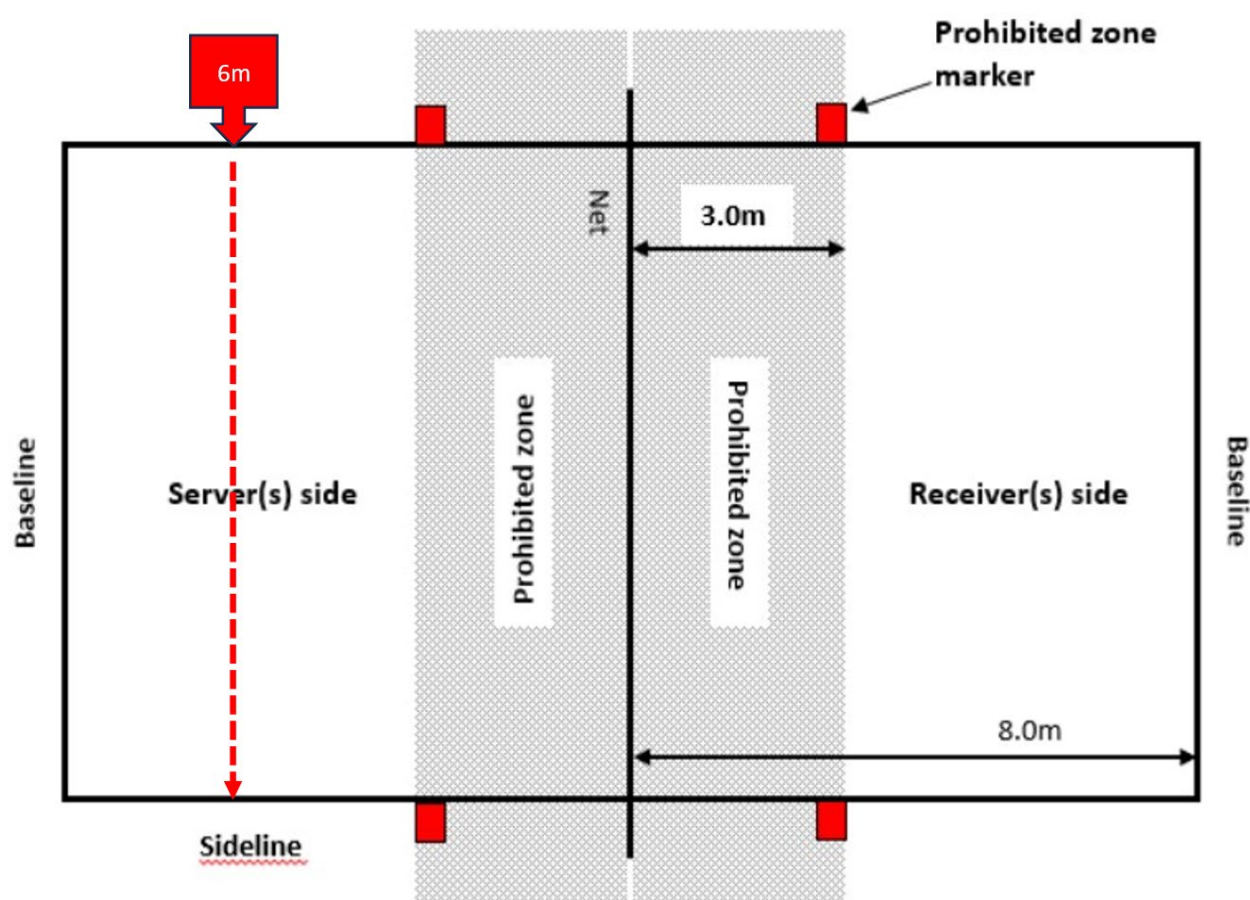 6m
Prohibited zone
marker
Net
3.0m
Prohibited zone
Prohibited zone
Baseline
Server(s) side
Receiver(s) side
Baseline
8.0m
Sideline